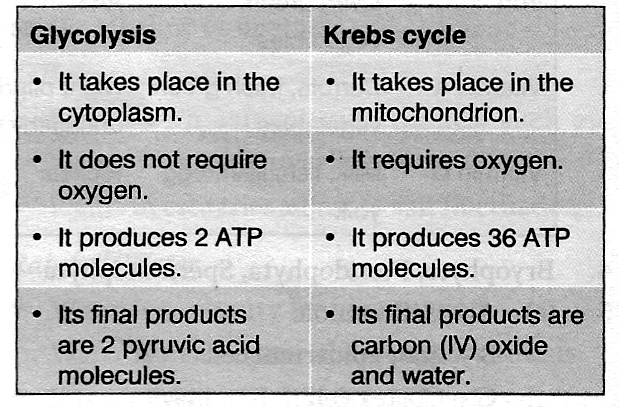 Glycolysis
Krebs cycle
• It takes place in the
cytoplasm.
• It takes place in the
mitochondrion.
• It does not require
oxygen.
• It requires oxygen.
• It produces 2 ATP
molecules.
• It produces 36 ATP
molecules.
• Its final products
are 2 pyruvic acid
molecules.
• Its final products are
carbon (IV) oxide
and water.